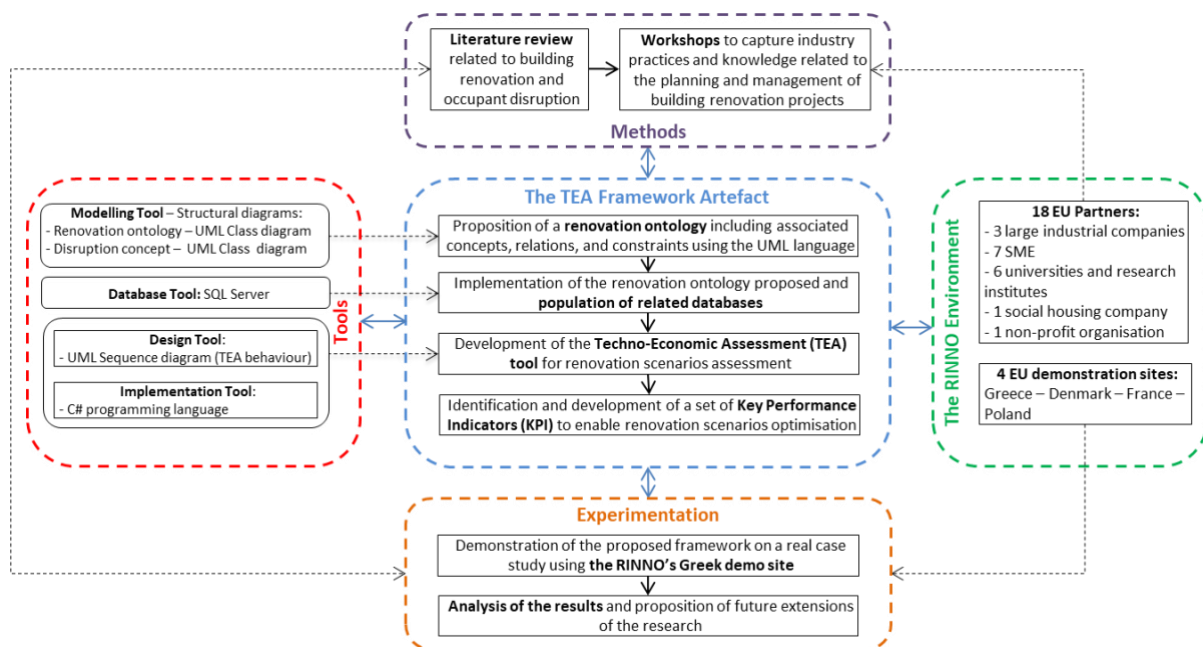 Literature review
related to building
renovation and
occupant disruption
Workshops to capture industry
practices and knowledge related to
the planning and management of
building renovation projects
Methods
Modelling Tool – Structural diagrams:
- Renovation ontology – UML Class diagram
- Disruption concept – UML Class diagram
Database Tool: SQL Server
Design Tool:
- UML Sequence diagram (TEA behaviour)
Implementation Tool:
- C# programming language
Tools
The TEA Framework Artefact
Proposition of a renovation ontology including associated
concepts, relations, and constraints using the UML language
Implementation of the renovation ontology proposed and
population of related databases
Development of the Techno-Economic Assessment (TEA)
tool for renovation scenarios assessment
Identification and development of a set of Key Performance
Indicators (KPI) to enable renovation scenarios optimisation
The RINNO Environment
18 EU Partners:
- 3 large industrial companies
- 7 SME
- 6 universities and research
institutes
- 1 social housing company
- 1 non-profit organisation
4 EU demonstration sites:
Greece – Denmark – France –
Poland
Experimentation
Demonstration of the proposed framework on a real case
study using the RINNO's Greek demo site
Analysis of the results and proposition of future extensions
of the research